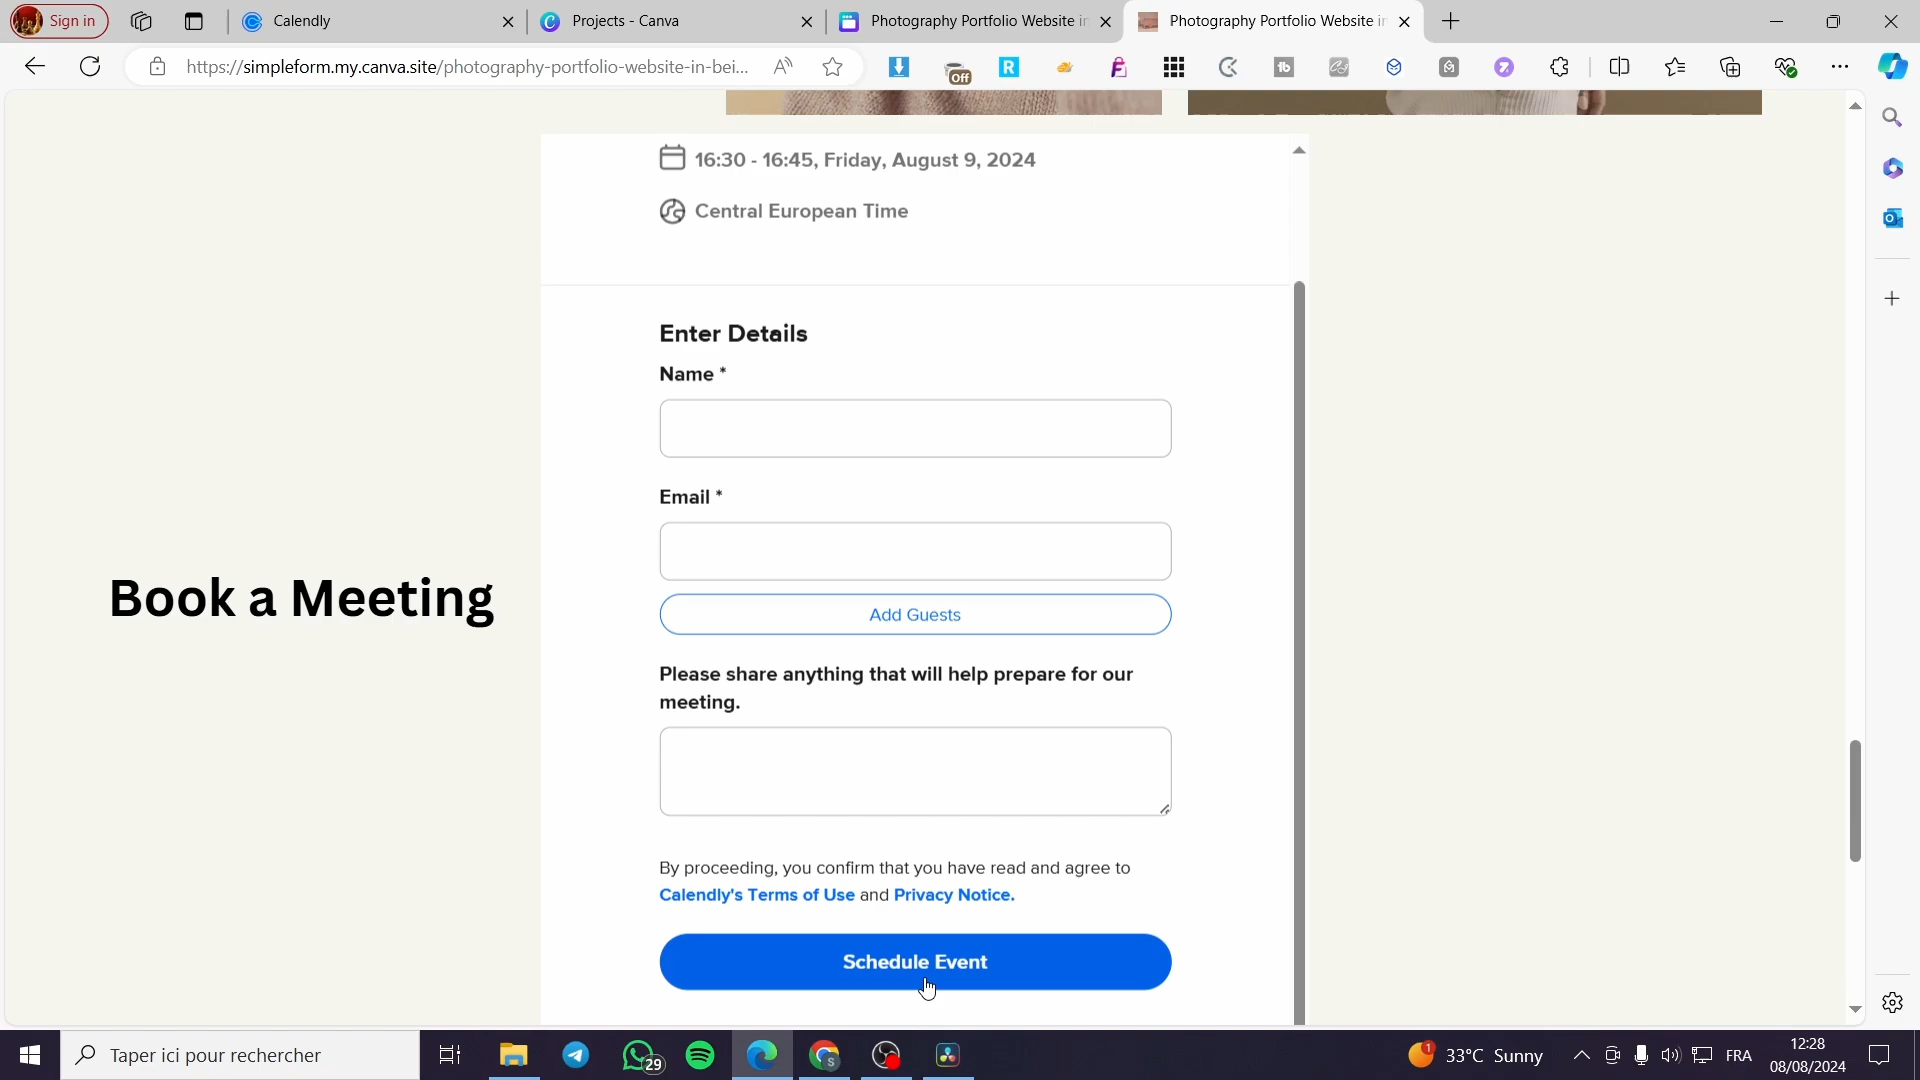 Sign in
Calendly
Projects - Canva
Photography Portfolio Website in
Photography Portfolio Website in
https://simpleform.my.canva.site/photography-portfolio-website-in-bei...
Off
16:30 - 16:45, Friday, August 9, 2024
Central European Time
Enter Details
Name *
Email *
Add Guests
Book a Meeting
Please share anything that will help prepare for our
meeting.
By proceeding, you confirm that you have read and agree to
Calendly's Terms of Use and Privacy Notice.
Schedule Event
Taper ici pour rechercher
29
1
33°C Sunny
FRA
12:28
08/08/2024